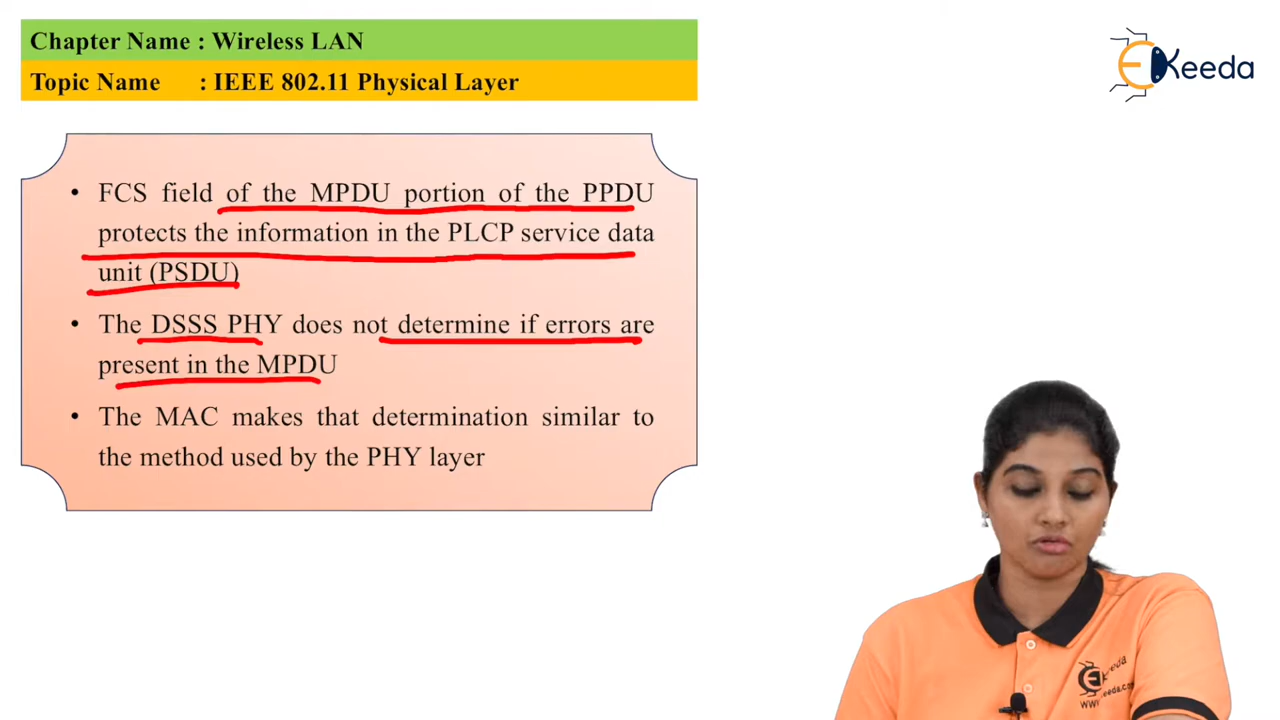 Chapter Name : Wireless LAN
Topic Name : IEEE 802.11 Physical Layer
EKeeda
• FCS field of the MPDU portion of the PPDU
protects the information in the PLCP service data
unit (PSDU)
• The DSSS PHY does not determine if errors are
present in the MPDU
• The MAC makes that determination similar to
the method used by the PHY layer